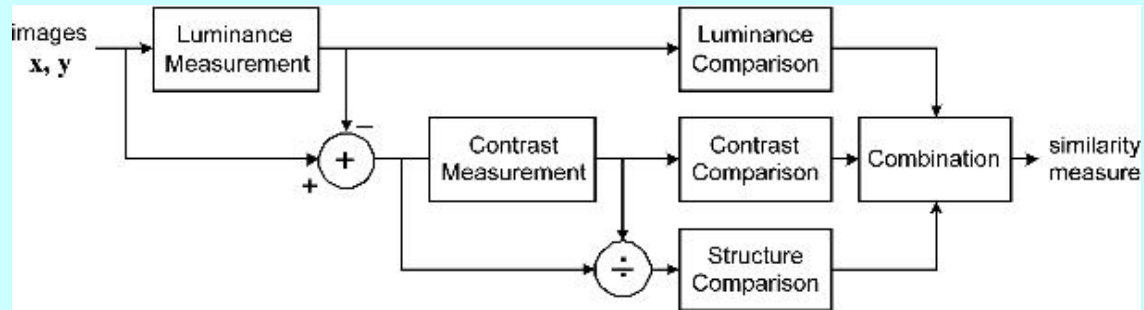 images
x, y
Luminance
Measurement
Luminance
Comparison
−
+
+
Contrast
Measurement
Contrast
Comparison
Combination
similarity
measure
÷
Structure
Comparison